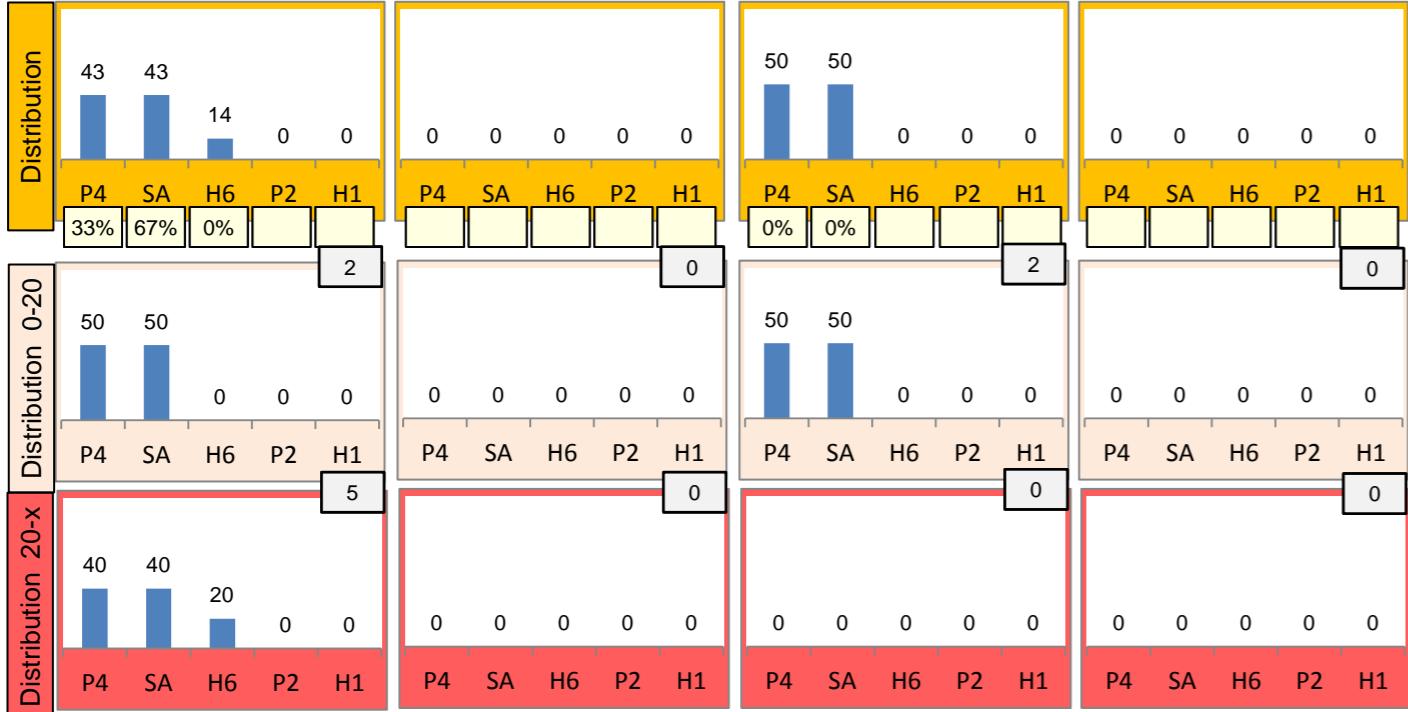 Distribution
43 43 14 0 0
P4 SA H6 P2 H1
33% 67% 0%
0 0 0 0 0
P4 SA H6 P2 H1
50 50 0 0 0
P4 SA H6 P2 H1
0% 0%
0 0 0 0 0
P4 SA H6 P2 H1
Distribution 0-20
2
50 50 0 0 0
P4 SA H6 P2 H1
0
0 0 0 0 0
P4 SA H6 P2 H1
2
50 50 0 0 0
P4 SA H6 P2 H1
0
0 0 0 0 0
P4 SA H6 P2 H1
Distribution 20-x
5
40 40 20 0 0
P4 SA H6 P2 H1
0
0 0 0 0 0
P4 SA H6 P2 H1
0
0 0 0 0 0
P4 SA H6 P2 H1
0
0 0 0 0 0
P4 SA H6 P2 H1